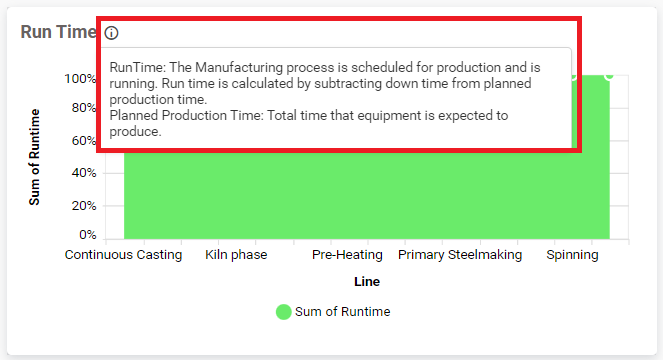 Run Time
RunTime: The Manufacturing process is scheduled for production and is
running. Run time is calculated by subtracting down time from planned
production time.
Planned Production Time: Total time that equipment is expected to
produce.
Sum of Runtime
100%
80%
60%
40%
20%
0%
Continuous Casting Kiln phase Pre-Heating Primary Steelmaking Spinning
Line
Sum of Runtime